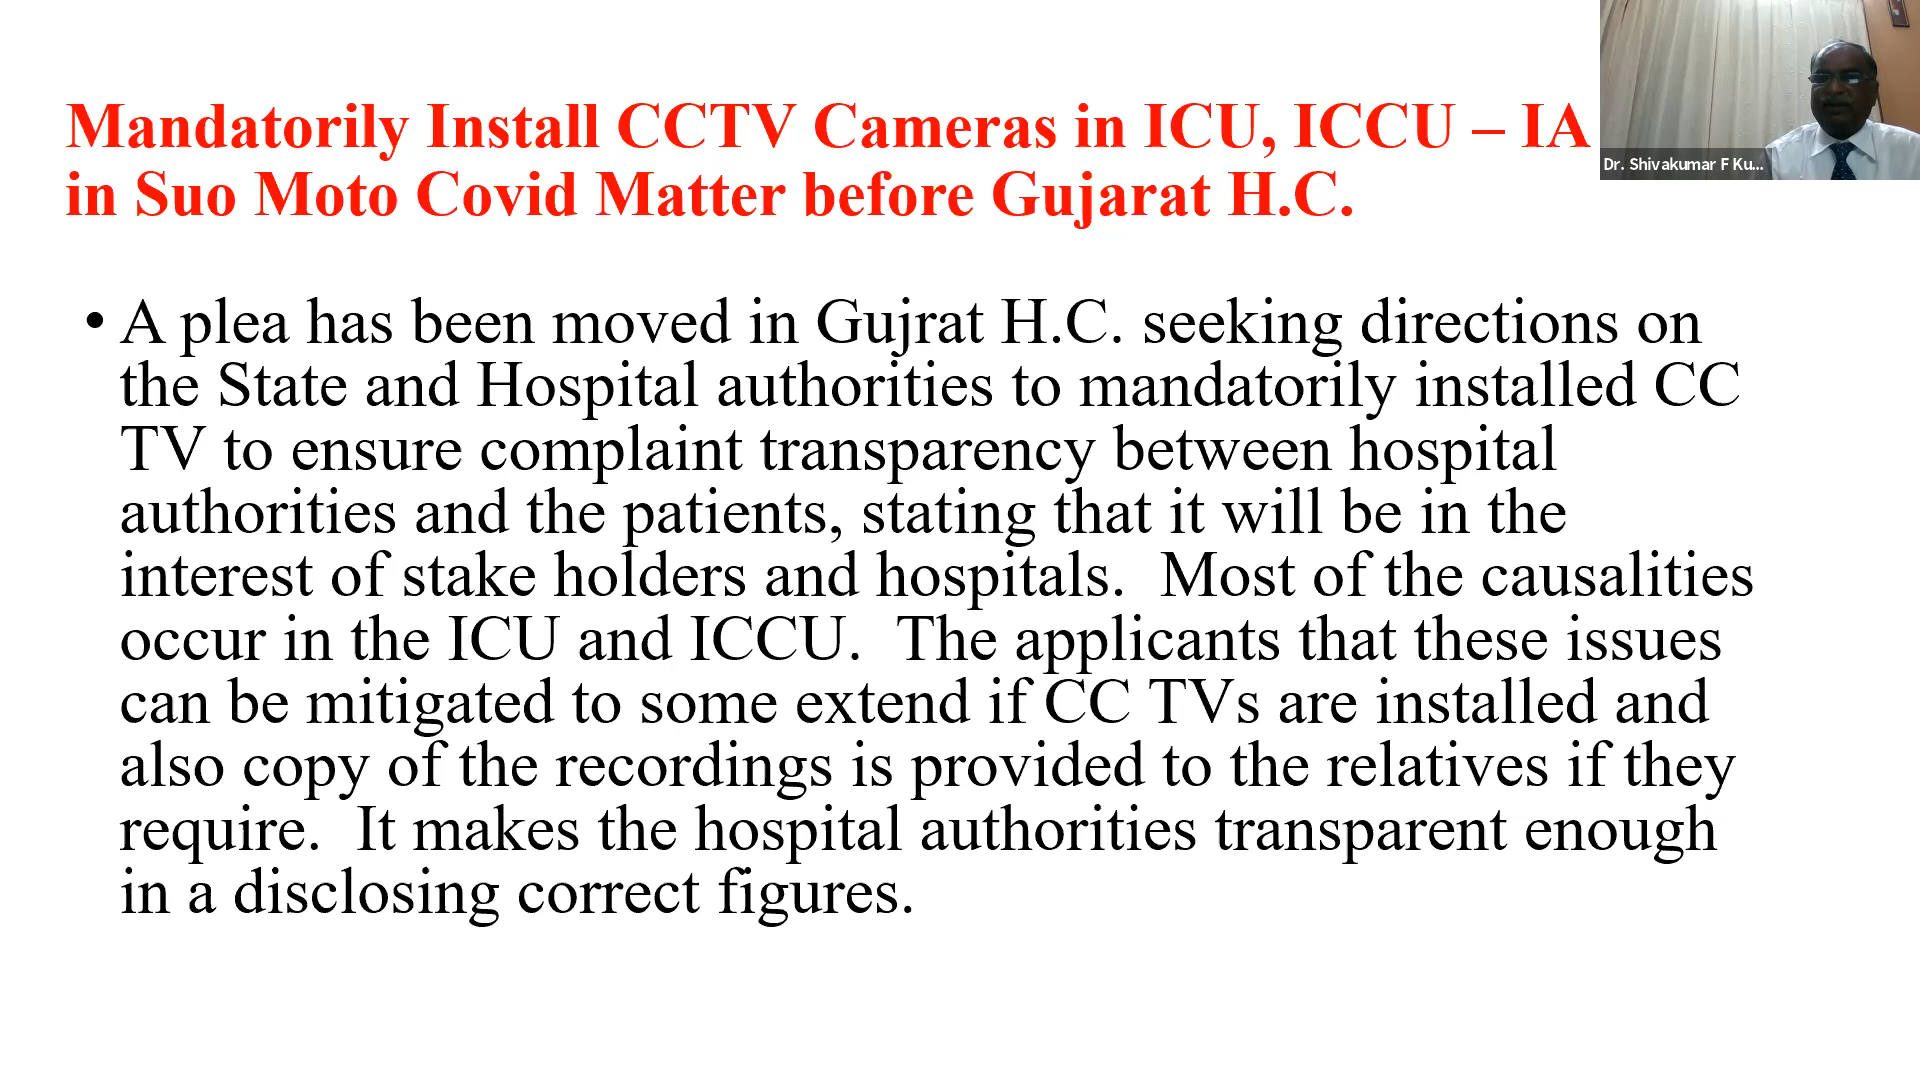 Mandatorily Install CCTV Cameras in ICU, ICCU – IA
in Suo Moto Covid Matter before Gujarat H.C.
Dr. Shivakumar F Ku...
• A plea has been moved in Gujrat H.C. seeking directions on
the State and Hospital authorities to mandatorily installed CC
TV to ensure complaint transparency between hospital
authorities and the patients, stating that it will be in the
interest of stake holders and hospitals.  Most of the causalities
occur in the ICU and ICCU.  The applicants that these issues
can be mitigated to some extend if CC TVs are installed and
also copy of the recordings is provided to the relatives if they
require.  It makes the hospital authorities transparent enough
in a disclosing correct figures.